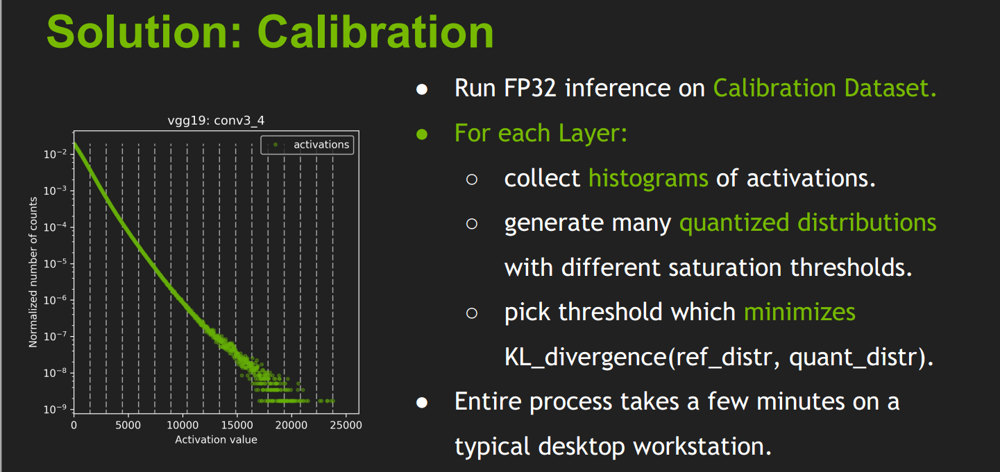 Solution: Calibration
● Run FP32 inference on Calibration Dataset.
● For each Layer:
○ collect histograms of activations.
○ generate many quantized distributions
with different saturation thresholds.
○ pick threshold which minimizes
KL_divergence(ref_distr, quant_distr).
● Entire process takes a few minutes on a
typical desktop workstation.
vgg19: conv3_4
activations
Normalized number of counts
10⁻²
10⁻³
10⁻⁴
10⁻⁵
10⁻⁶
10⁻⁷
10⁻⁸
10⁻⁹
0 5000 10000 15000 20000 25000
Activation value